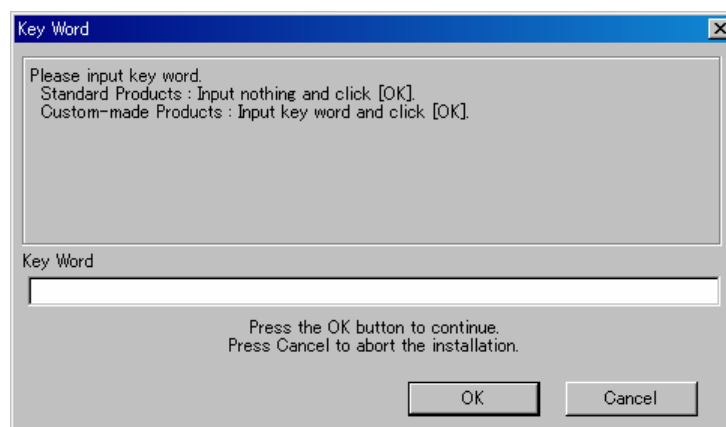 Key Word
Please input key word.
Standard Products : Input nothing and click [OK].
Custom-made Products : Input key word and click [OK].
Key Word
Press the OK button to continue.
Press Cancel to abort the installation.
OK
Cancel